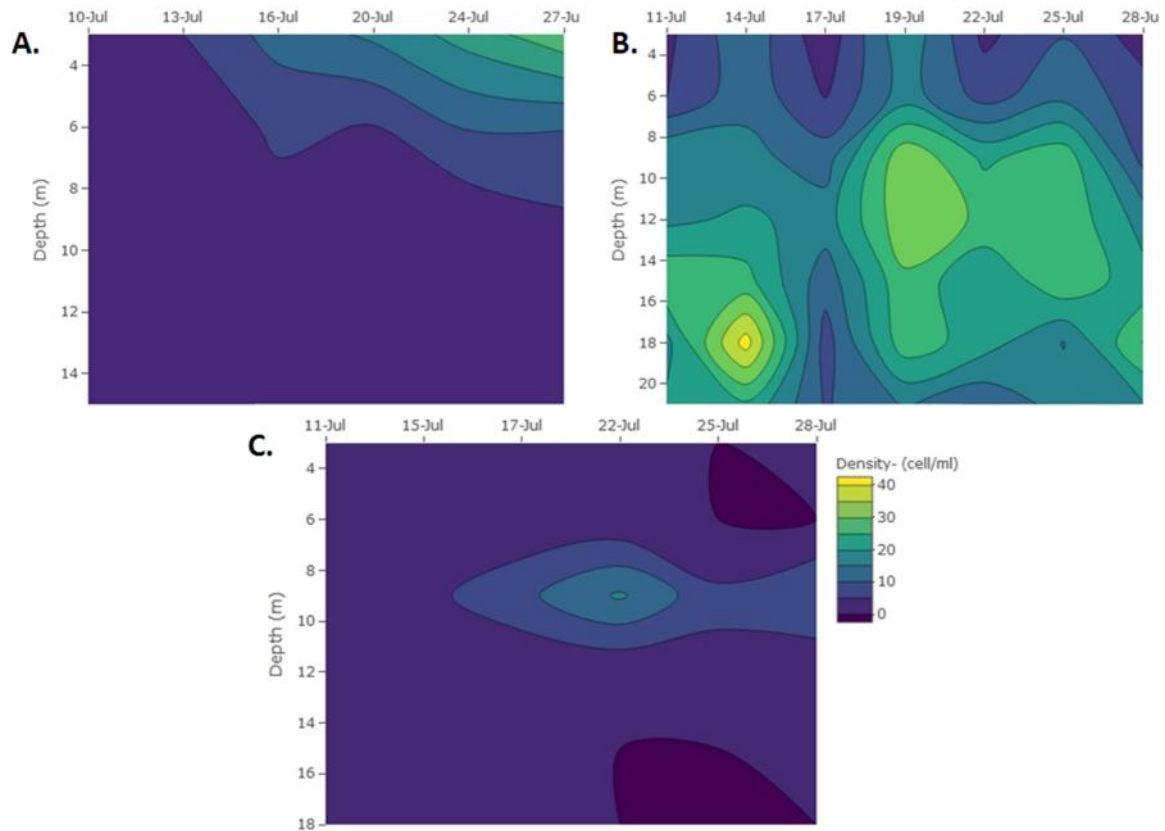 A.
10-Jul 13-Jul 16-Jul 20-Jul 24-Jul 27-Ju
4
6
8
10
12
14
Depth (m)
B.
11-Jul 14-Jul 17-Jul 19-Jul 22-Jul 25-Jul 28-Ju
4
6
8
10
12
14
16
18
20
Depth (m)
C.
11-Jul 15-Jul 17-Jul 22-Jul 25-Jul 28-Jul
4
6
8
10
12
14
16
18
Depth (m)
Density- (cell/ml)
40
30
20
10
0